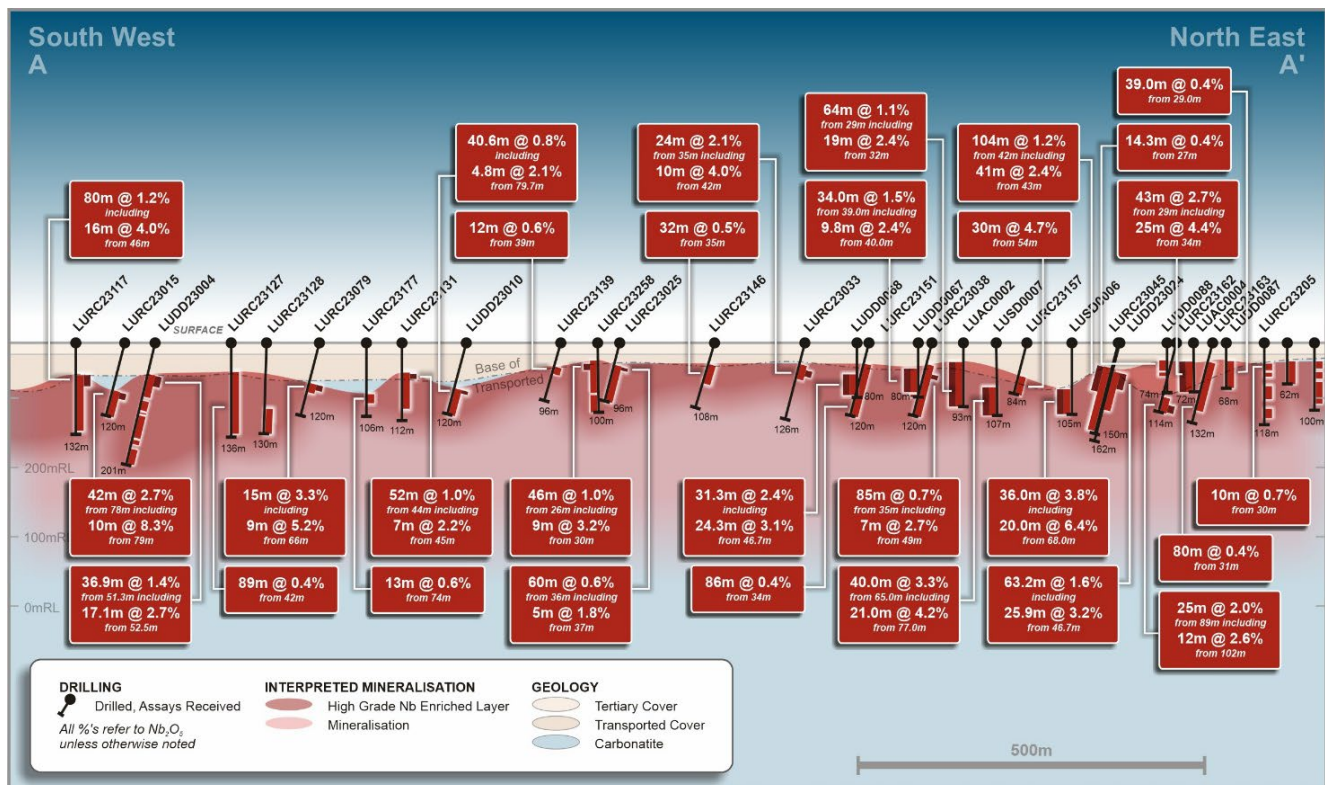 South West
A
North East
A'
39.0m @ 0.4%
from 29.0m
64m @ 1.1%
from 29m including
19m @ 2.4%
from 32m
40.6m @ 0.8%
including
4.8m @ 2.1%
from 79.7m
24m @ 2.1%
from 35m including
10m @ 4.0%
from 42m
104m @ 1.2%
from 42m including
41m @ 2.4%
from 43m
14.3m @ 0.4%
from 27m
80m @ 1.2%
including
16m @ 4.0%
from 46m
34.0m @ 1.5%
from 39.0m including
9.8m @ 2.4%
from 40.0m
43m @ 2.7%
from 29m including
25m @ 4.4%
from 34m
12m @ 0.6%
from 39m
32m @ 0.5%
from 35m
30m @ 4.7%
from 54m
LURC23117
LURC23015
LUDD23004
SURFACE
LURC23127
LURC23128
LURC23079
LURC23177
LURC23131
LUDD23010
LURC23139
LURC23258
LURC23025
LURC23146
LURC23033
LURC23151
LURC23038
LUAC0002
LUSD0007
LURC23157
LURC23045
LUDD0088
LURC23162
LURC23205
Base of
Transported
132m
120m
201m
136m
130m
120m
106m
112m
120m
96m
100m
96m
108m
126m
80m
120m
80m
120m
93m
107m
84m
105m
150m
162m
74m
114m
72m
132m
68m
118m
62m
100m
200mRL
100mRL
0mRL
42m @ 2.7%
from 78m including
10m @ 8.3%
from 79m
15m @ 3.3%
including
9m @ 5.2%
from 66m
52m @ 1.0%
from 44m including
7m @ 2.2%
from 45m
46m @ 1.0%
from 26m including
9m @ 3.2%
from 30m
31.3m @ 2.4%
including
24.3m @ 3.1%
from 46.7m
85m @ 0.7%
from 35m including
7m @ 2.7%
from 49m
36.0m @ 3.8%
including
20.0m @ 6.4%
from 68.0m
10m @ 0.7%
from 30m
80m @ 0.4%
from 31m
36.9m @ 1.4%
from 51.3m including
17.1m @ 2.7%
from 52.5m
89m @ 0.4%
from 42m
13m @ 0.6%
from 74m
60m @ 0.6%
from 36m including
5m @ 1.8%
from 37m
86m @ 0.4%
from 34m
40.0m @ 3.3%
from 65.0m including
21.0m @ 4.2%
from 77.0m
63.2m @ 1.6%
including
25.9m @ 3.2%
from 46.7m
25m @ 2.0%
from 89m including
12m @ 2.6%
from 102m
DRILLING
Drilled, Assays Received
All %'s refer to Nb₂O₅
unless otherwise noted
INTERPRETED MINERALISATION
High Grade Nb Enriched Layer
Mineralisation
GEOLOGY
Tertiary Cover
Transported Cover
Carbonatite
500m